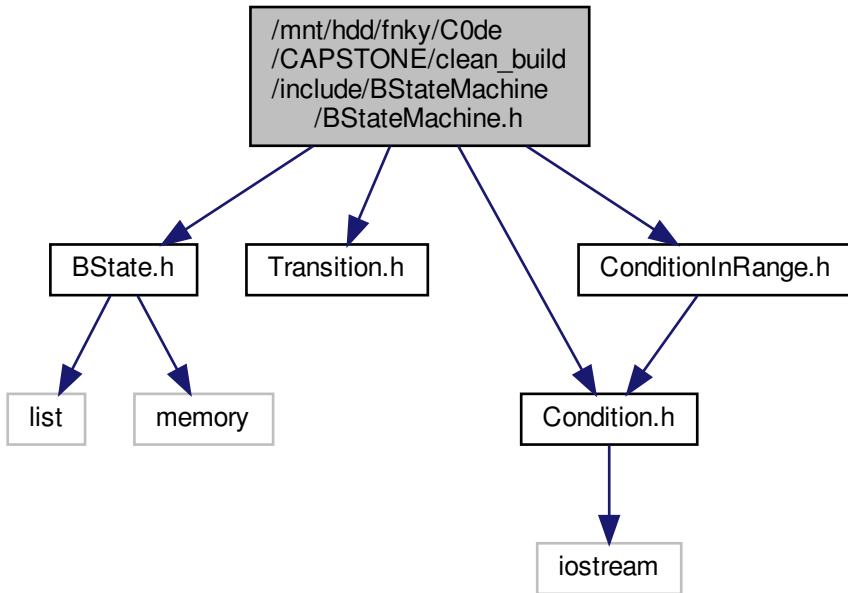 /mnt/hdd/fnky/C0de
/CAPSTONE/clean_build
/include/BStateMachine
/BStateMachine.h
BState.h
Transition.h
ConditionInRange.h
list
memory
Condition.h
iostream